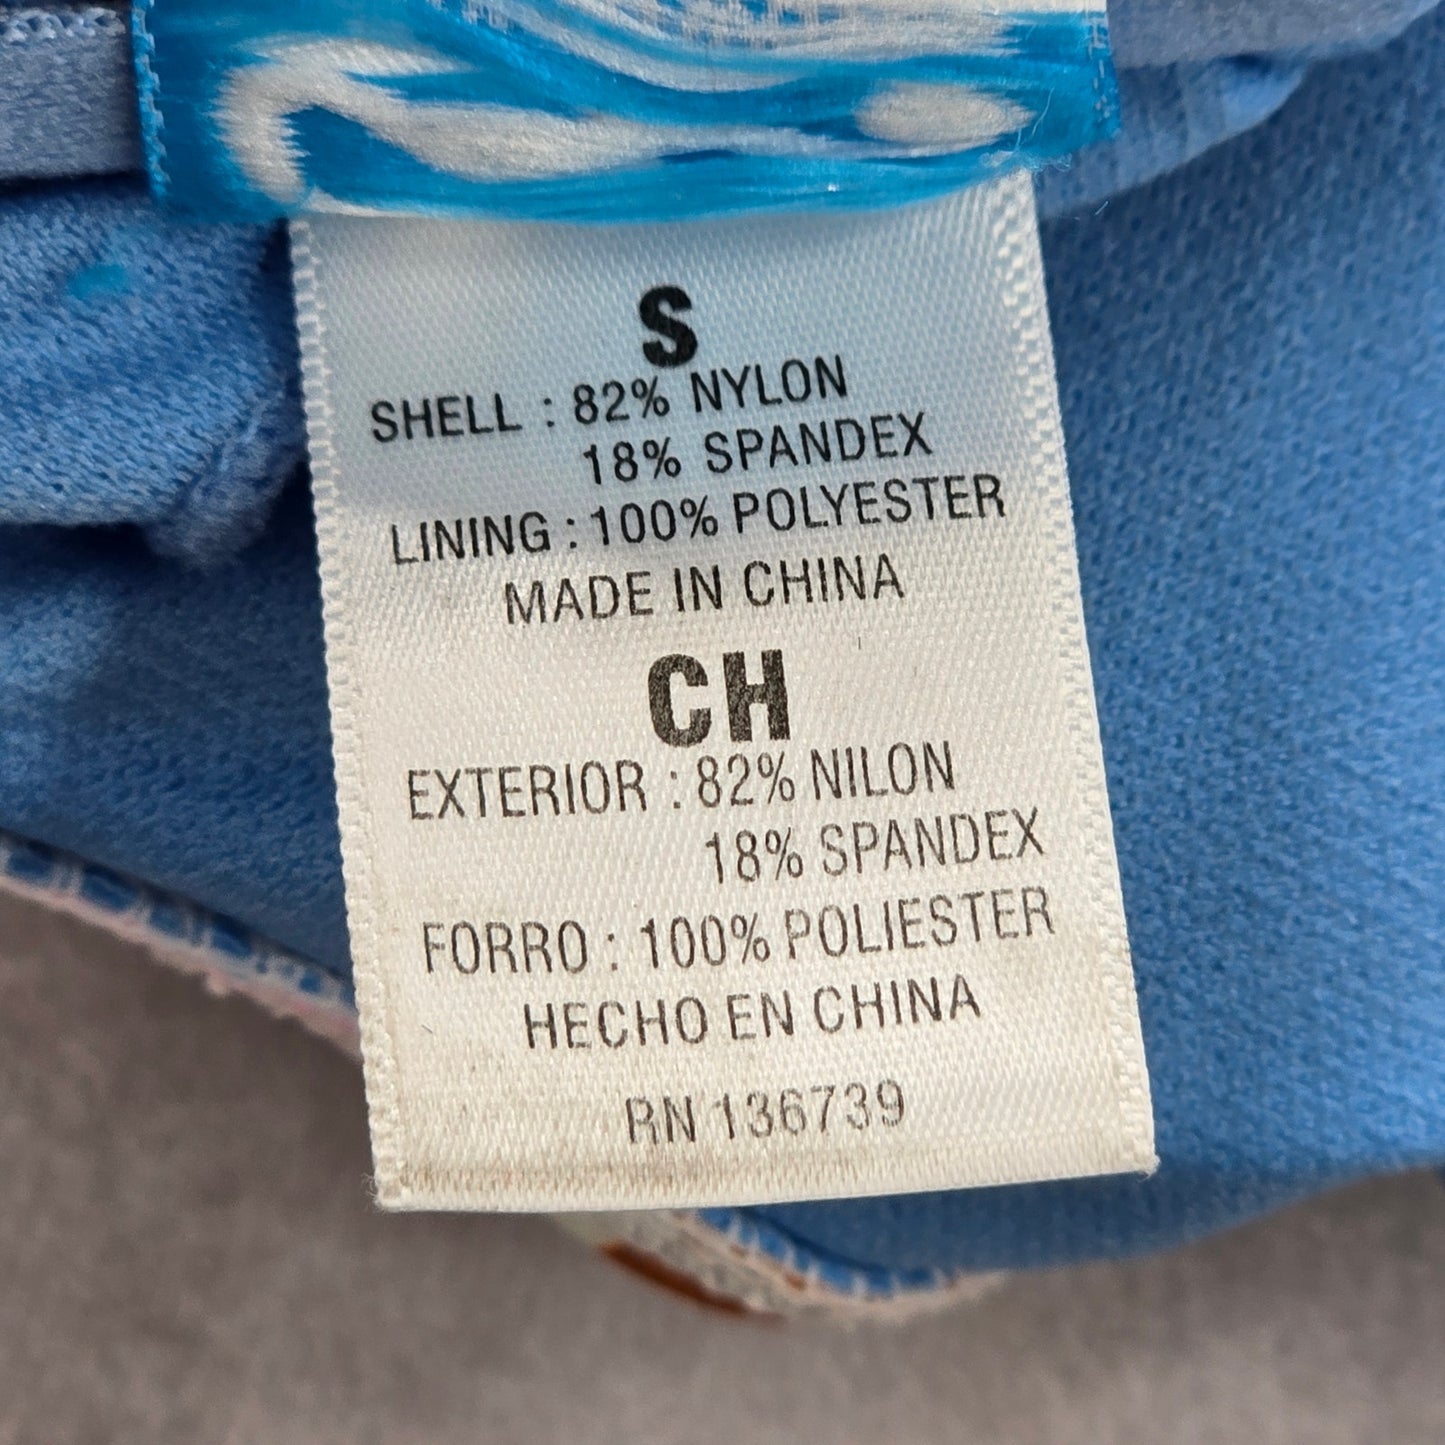 S
SHELL : 82% NYLON
18% SPANDEX
LINING : 100% POLYESTER
MADE IN CHINA
CH
EXTERIOR : 82% NILON
18% SPANDEX
FORRO : 100% POLIESTER
HECHO EN CHINA
RN 136739